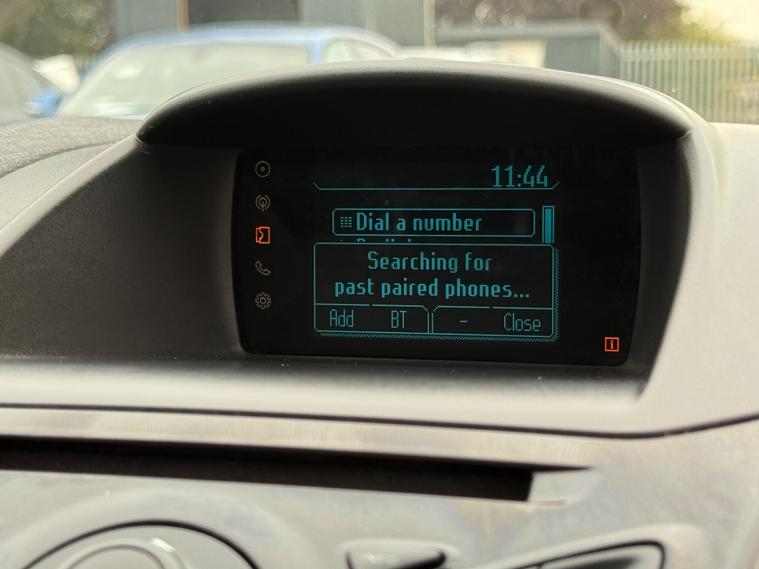 11:44
Dial a number
Searching for
past paired phones...
Add BT - Close
i